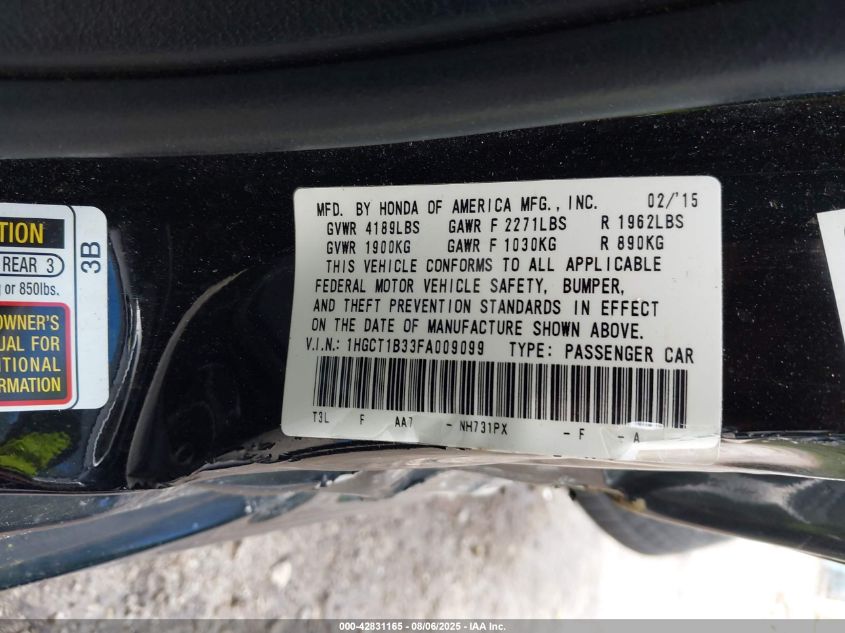 TION
REAR 3
or 850lbs.
OWNER'S
UAL FOR
ITIONAL
RMATION
3B
MFD. BY HONDA OF AMERICA MFG., INC. 02/'15
GVWR 4189LBS GAWR F 2271LBS R 1962LBS
GVWR 1900KG GAWR F 1030KG R 890KG
THIS VEHICLE CONFORMS TO ALL APPLICABLE
FEDERAL MOTOR VEHICLE SAFETY, BUMPER,
AND THEFT PREVENTION STANDARDS IN EFFECT
ON THE DATE OF MANUFACTURE SHOWN ABOVE.
V.I.N.: 1HGCT1B33FA009099 TYPE: PASSENGER CAR
T3L F AA7 - NH731PX - F - A
000-42831165 - 08/06/2025 - IAA Inc.